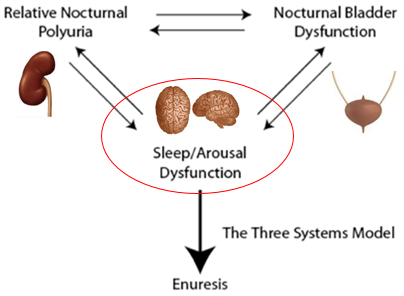 Relative Nocturnal
Polyuria
Nocturnal Bladder
Dysfunction
Sleep/Arousal
Dysfunction
The Three Systems Model
Enuresis